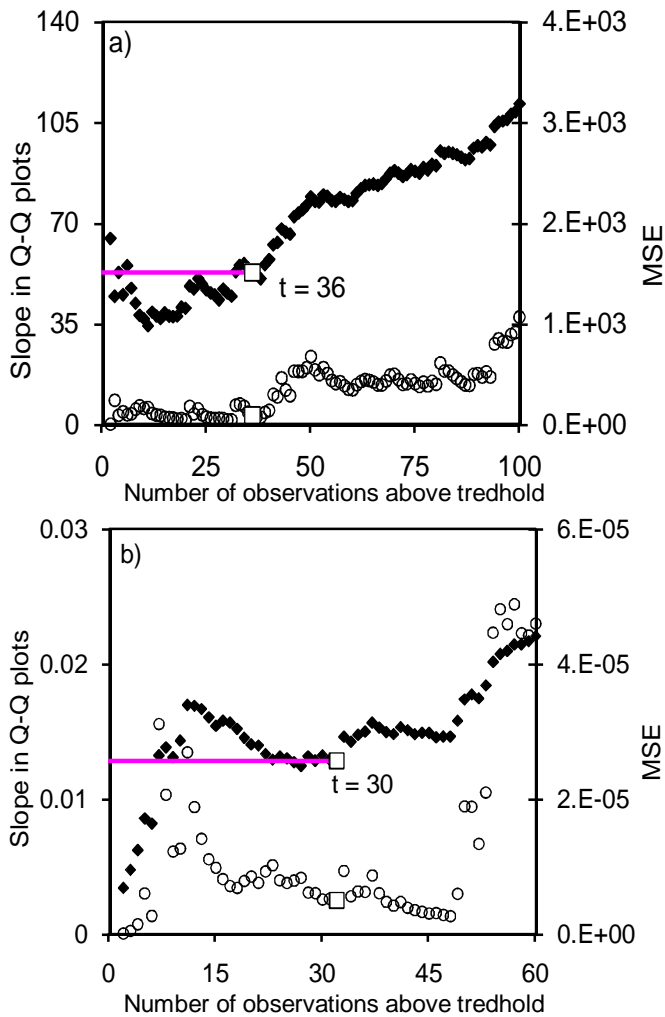 140
105
70
35
0
Slope in Q-Q plots
a)
t = 36
4.E+03
3.E+03
2.E+03
1.E+03
0.E+00
MSE
0 25 50 75 100
Number of observations above tredhold
0.03
0.02
0.01
0
Slope in Q-Q plots
b)
t = 30
6.E-05
4.E-05
2.E-05
0.E+00
MSE
0 15 30 45 60
Number of observations above tredhold